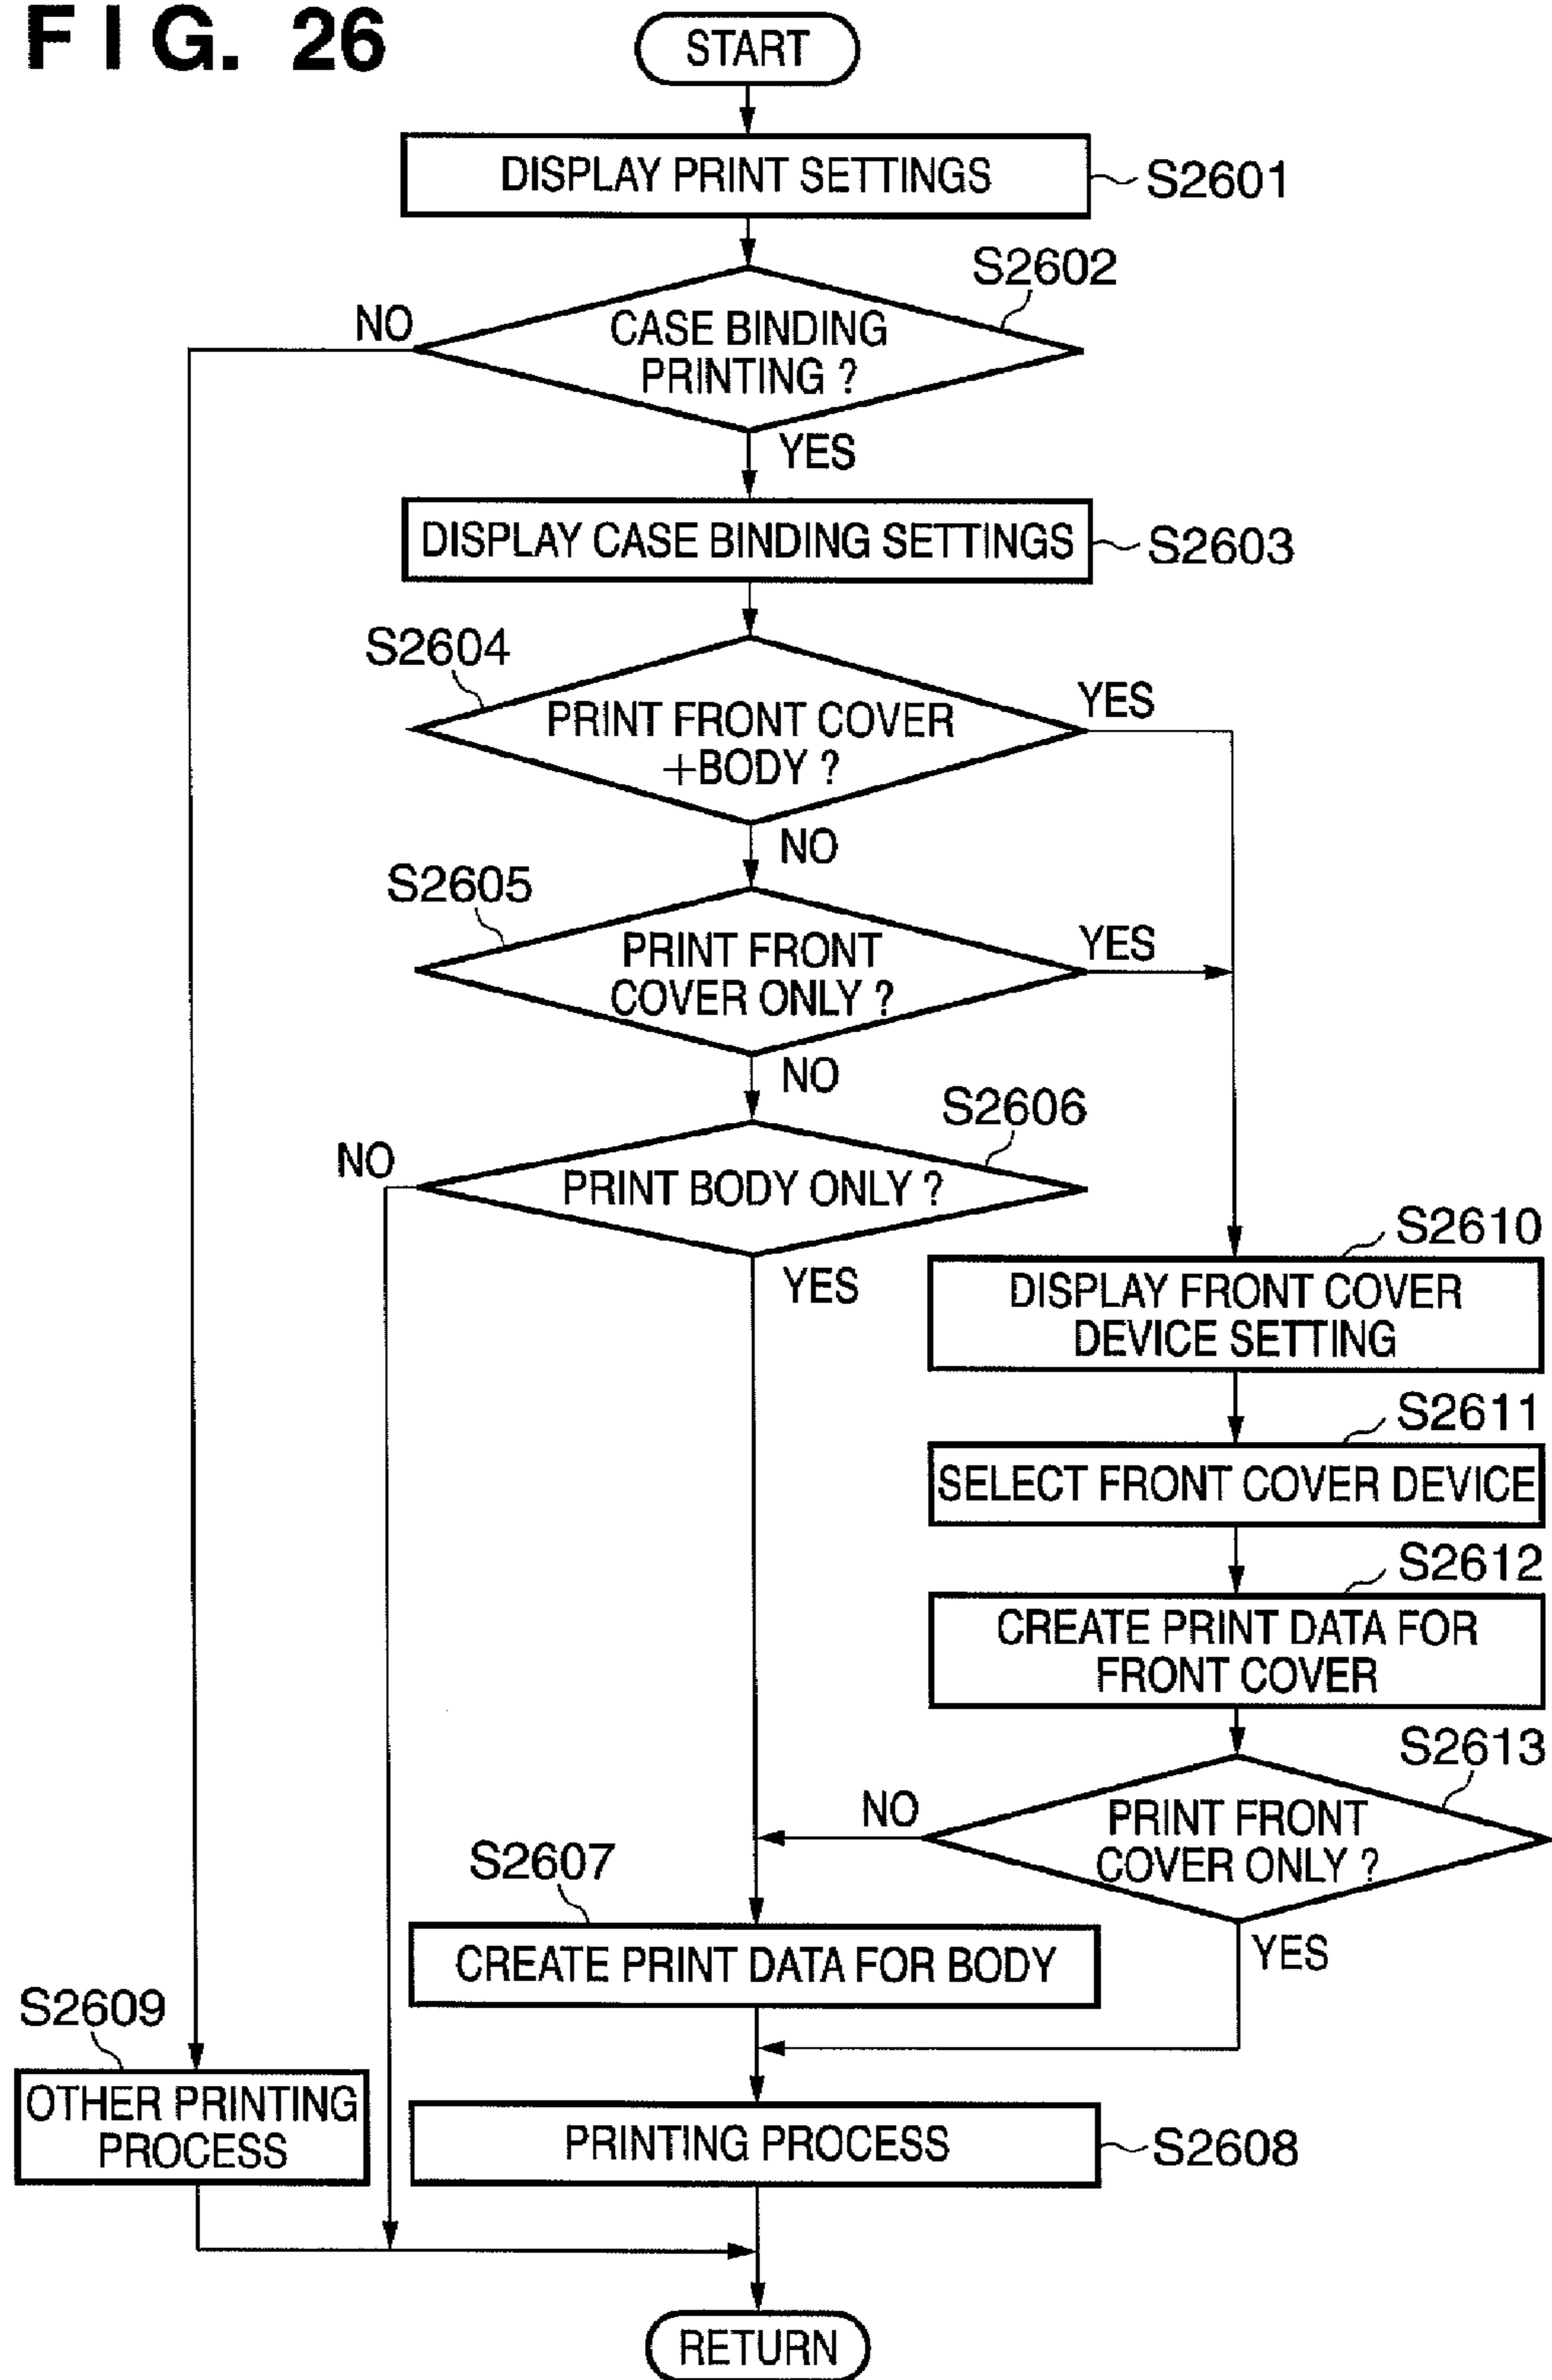 FIG. 26
START
DISPLAY PRINT SETTINGS
S2601
S2602
CASE BINDING
PRINTING ?
NO
YES
DISPLAY CASE BINDING SETTINGS
S2603
S2604
PRINT FRONT COVER
+BODY ?
YES
NO
S2605
PRINT FRONT
COVER ONLY ?
YES
NO
S2606
PRINT BODY ONLY ?
NO
YES
S2610
DISPLAY FRONT COVER
DEVICE SETTING
S2611
SELECT FRONT COVER DEVICE
S2612
CREATE PRINT DATA FOR
FRONT COVER
S2613
PRINT FRONT
COVER ONLY ?
NO
YES
S2607
CREATE PRINT DATA FOR BODY
S2609
OTHER PRINTING
PROCESS
PRINTING PROCESS
S2608
RETURN